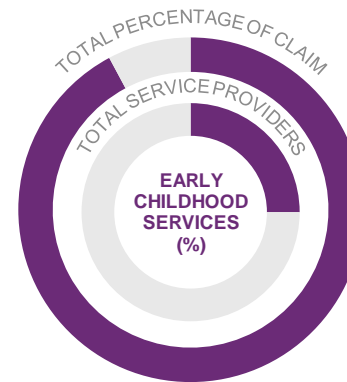 TOTAL PERCENTAGE OF CLAIM
TOTAL SERVICE PROVIDERS
EARLY
CHILDHOOD
SERVICES
(%)